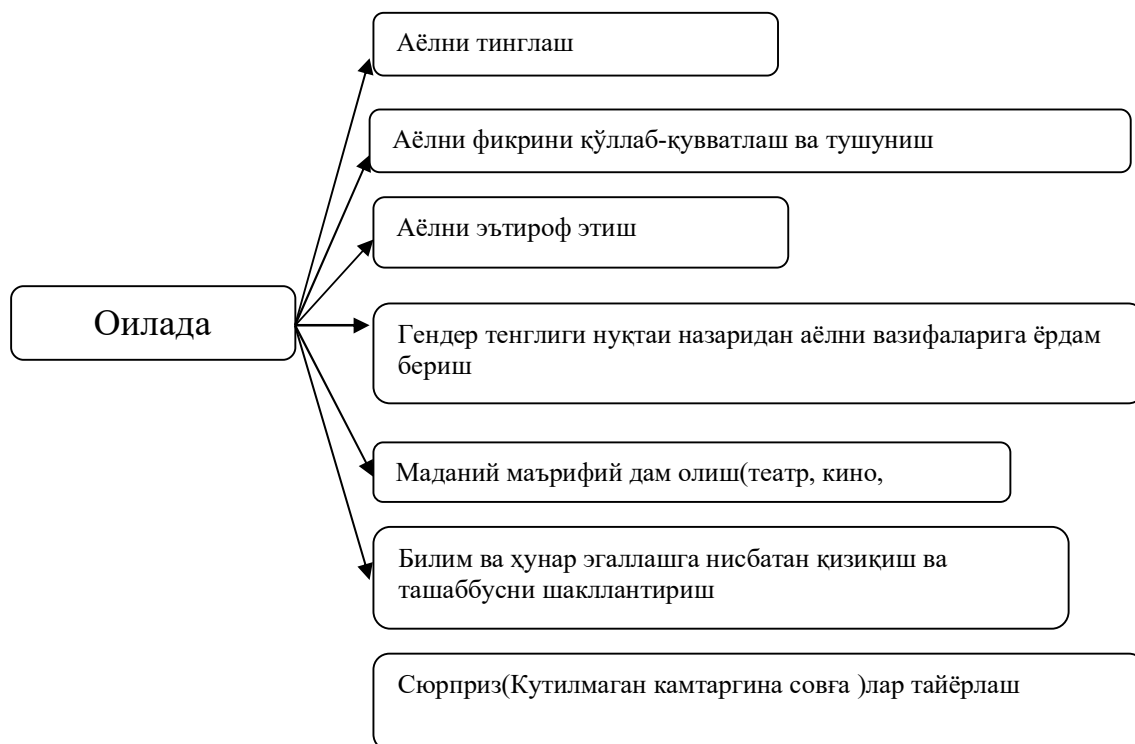 Аёлни тинглаш
Аёлни фикрини қўллаб-қувватлаш ва тушуниш
Аёлни эътироф этиш
Оилада
Гендер тенглиги нуқтаи назаридан аёлни вазифаларига ёрдам
бериш
Маданий маърифий дам олиш(театр, кино,
Билим ва ҳунар эгаллашга нисбатан қизиқиш ва
ташаббусни шакллантириш
Сюрприз(Кутилмаган камтаргина совға )лар тайёрлаш